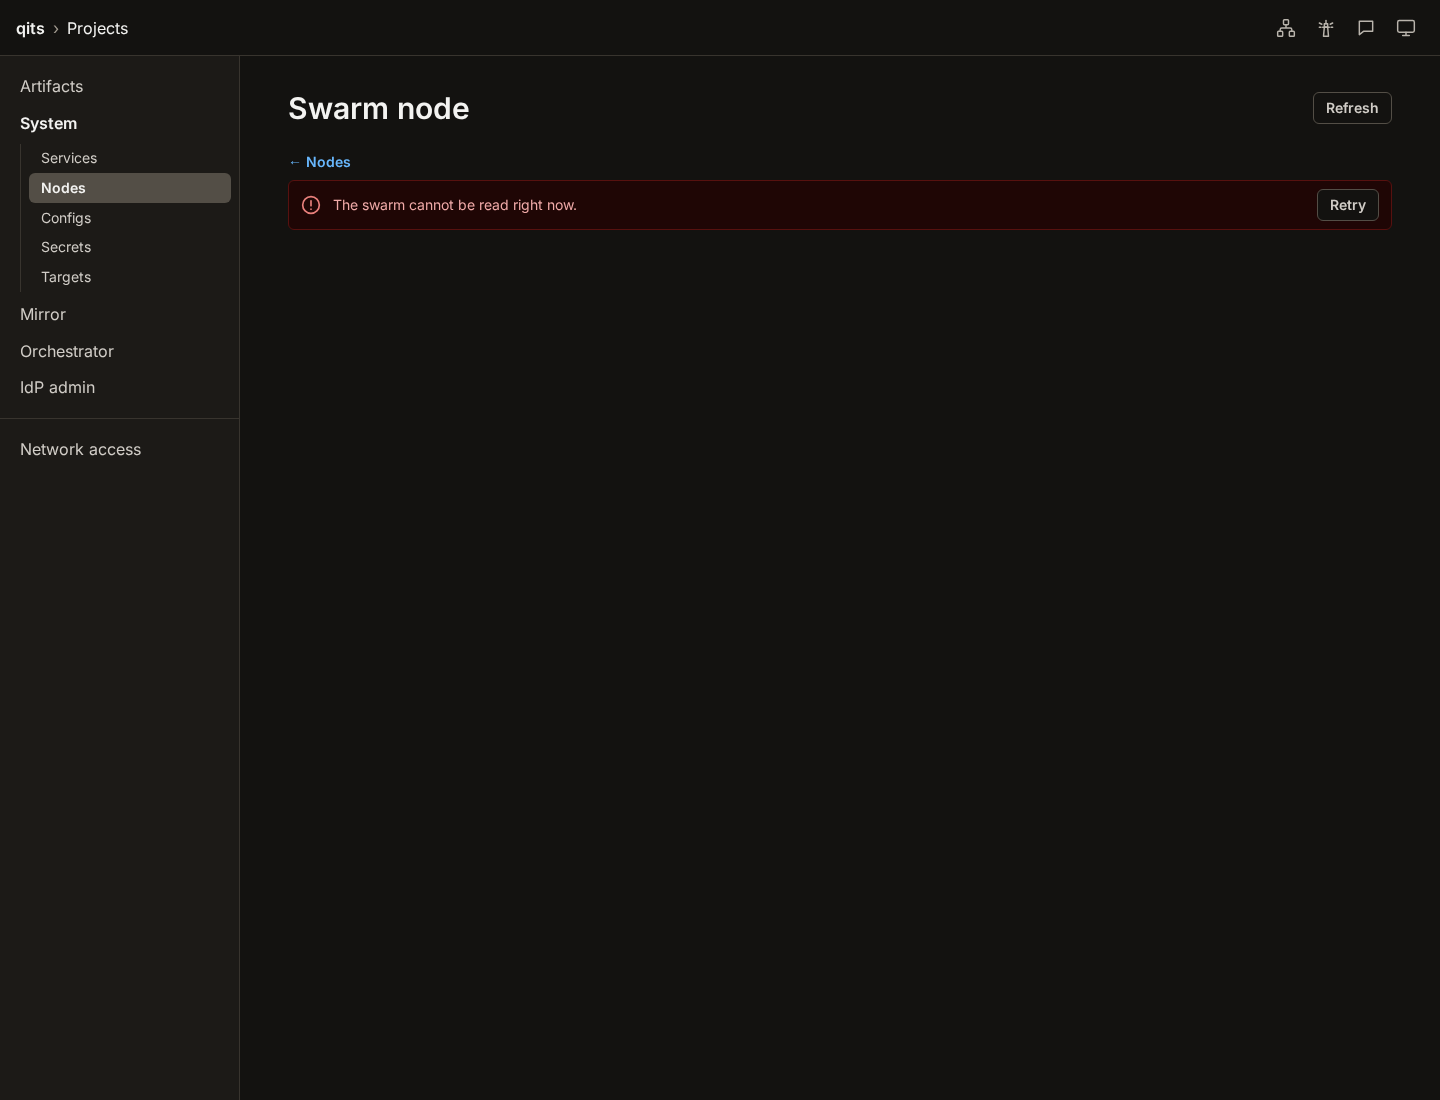 qits › Projects
Artifacts
System
Services
Nodes
Configs
Secrets
Targets
Mirror
Orchestrator
IdP admin
Network access
Swarm node
Refresh
← Nodes
The swarm cannot be read right now.
Retry